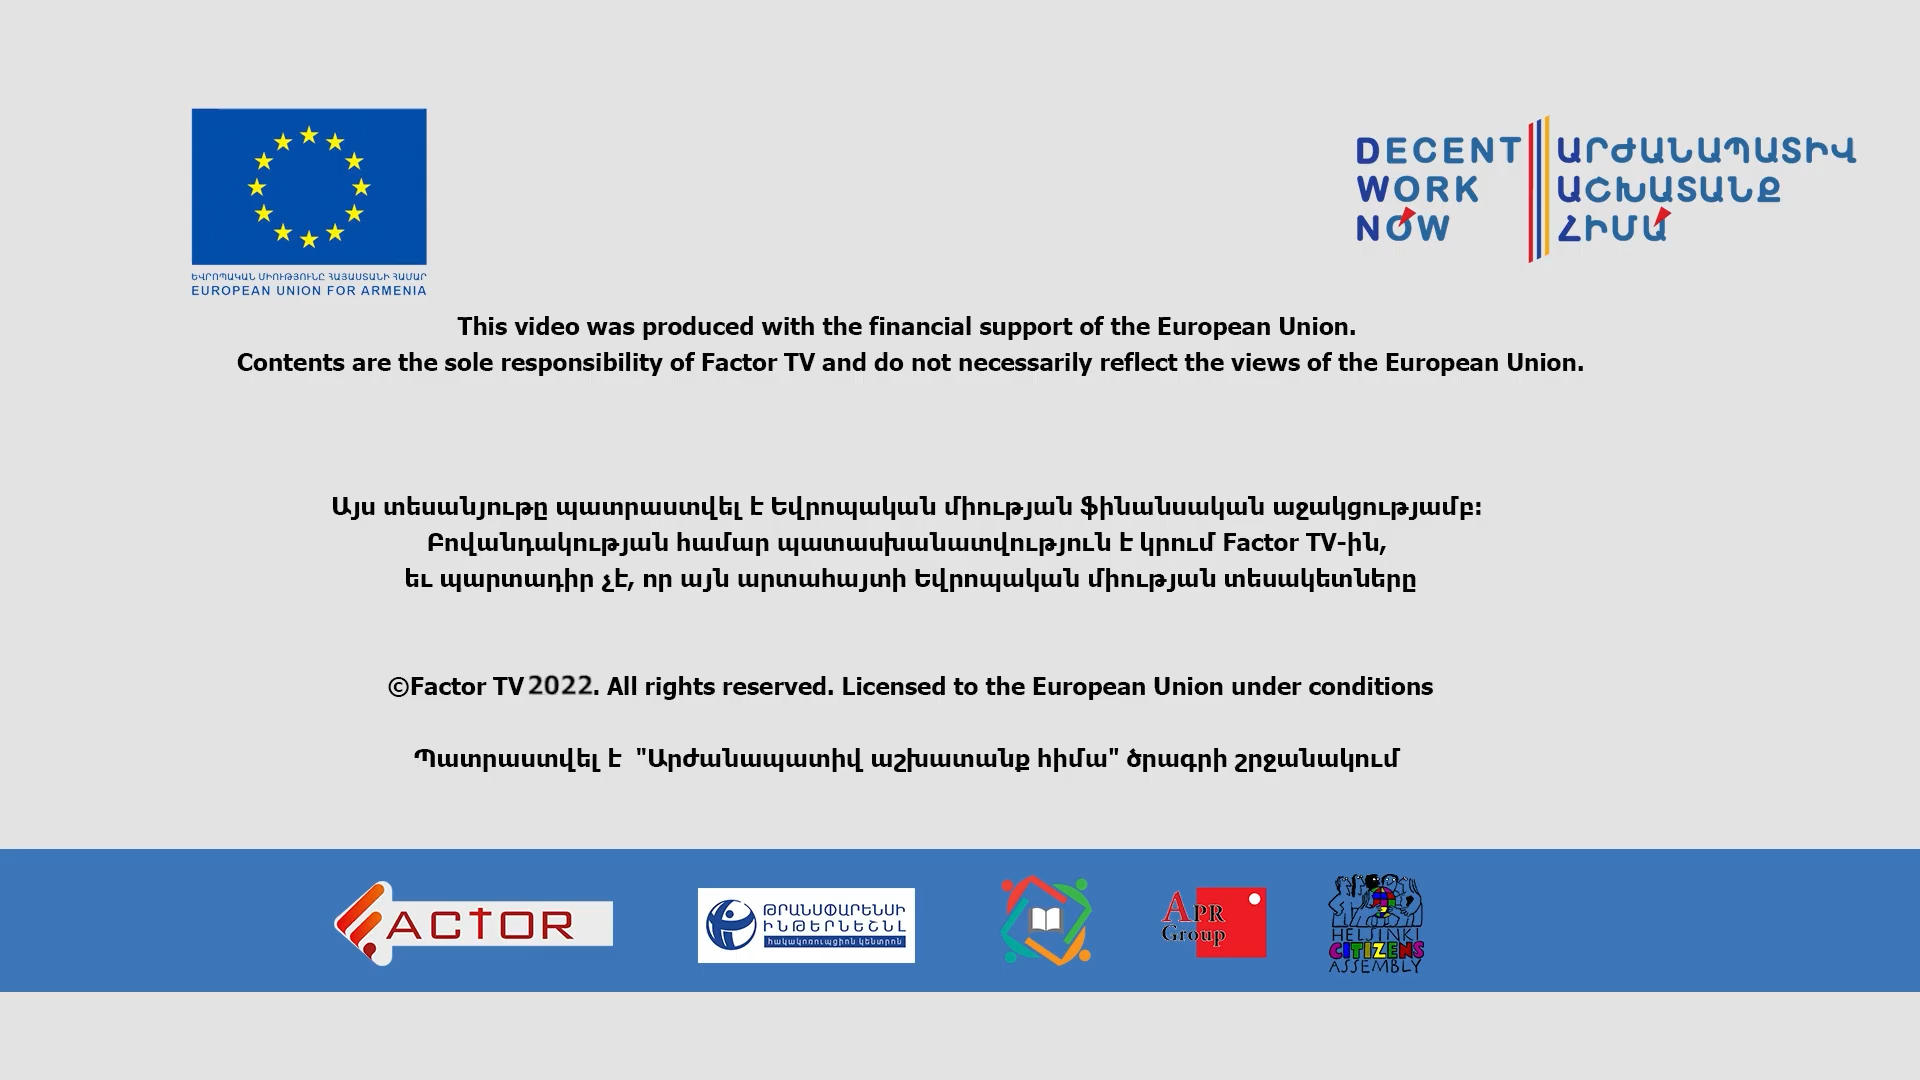 ԵՎՐՈՊԱԿԱՆ ՄԻՈՒԹՅՈՒՆԸ ՀԱՅԱՍՏԱՆԻ ՀԱՄԱՐ
EUROPEAN UNION FOR ARMENIA
DECENT
WORK
NOW
ԱՐԺԱՆԱՊԱՏԻՎ
ԱՇԽԱՏԱՆՔ
ՀԻՄԱ
This video was produced with the financial support of the European Union.
Contents are the sole responsibility of Factor TV and do not necessarily reflect the views of the European Union.
Այս տեսանյութը պատրաստվել է Եվրոպական միության ֆինանսական աջակցությամբ:
Բովանդակության համար պատասխանատվություն է կրում Factor TV-ին,
եւ պարտադիր չէ, որ այն արտահայտի Եվրոպական միության տեսակետները
©Factor TV 2022. All rights reserved. Licensed to the European Union under conditions
Պատրաստվել է "Արժանապատիվ աշխատանք հիմա" ծրագրի շրջանակում
FACTOR
ԹՐԱՆՍՓԱՐԵՆՍԻ
ԻՆԹԵՐՆԵՇՆԼ
հակակոռուպցիոն կենտրոն
APR
Group
HELSINKI
CITIZENS
ASSEMBLY